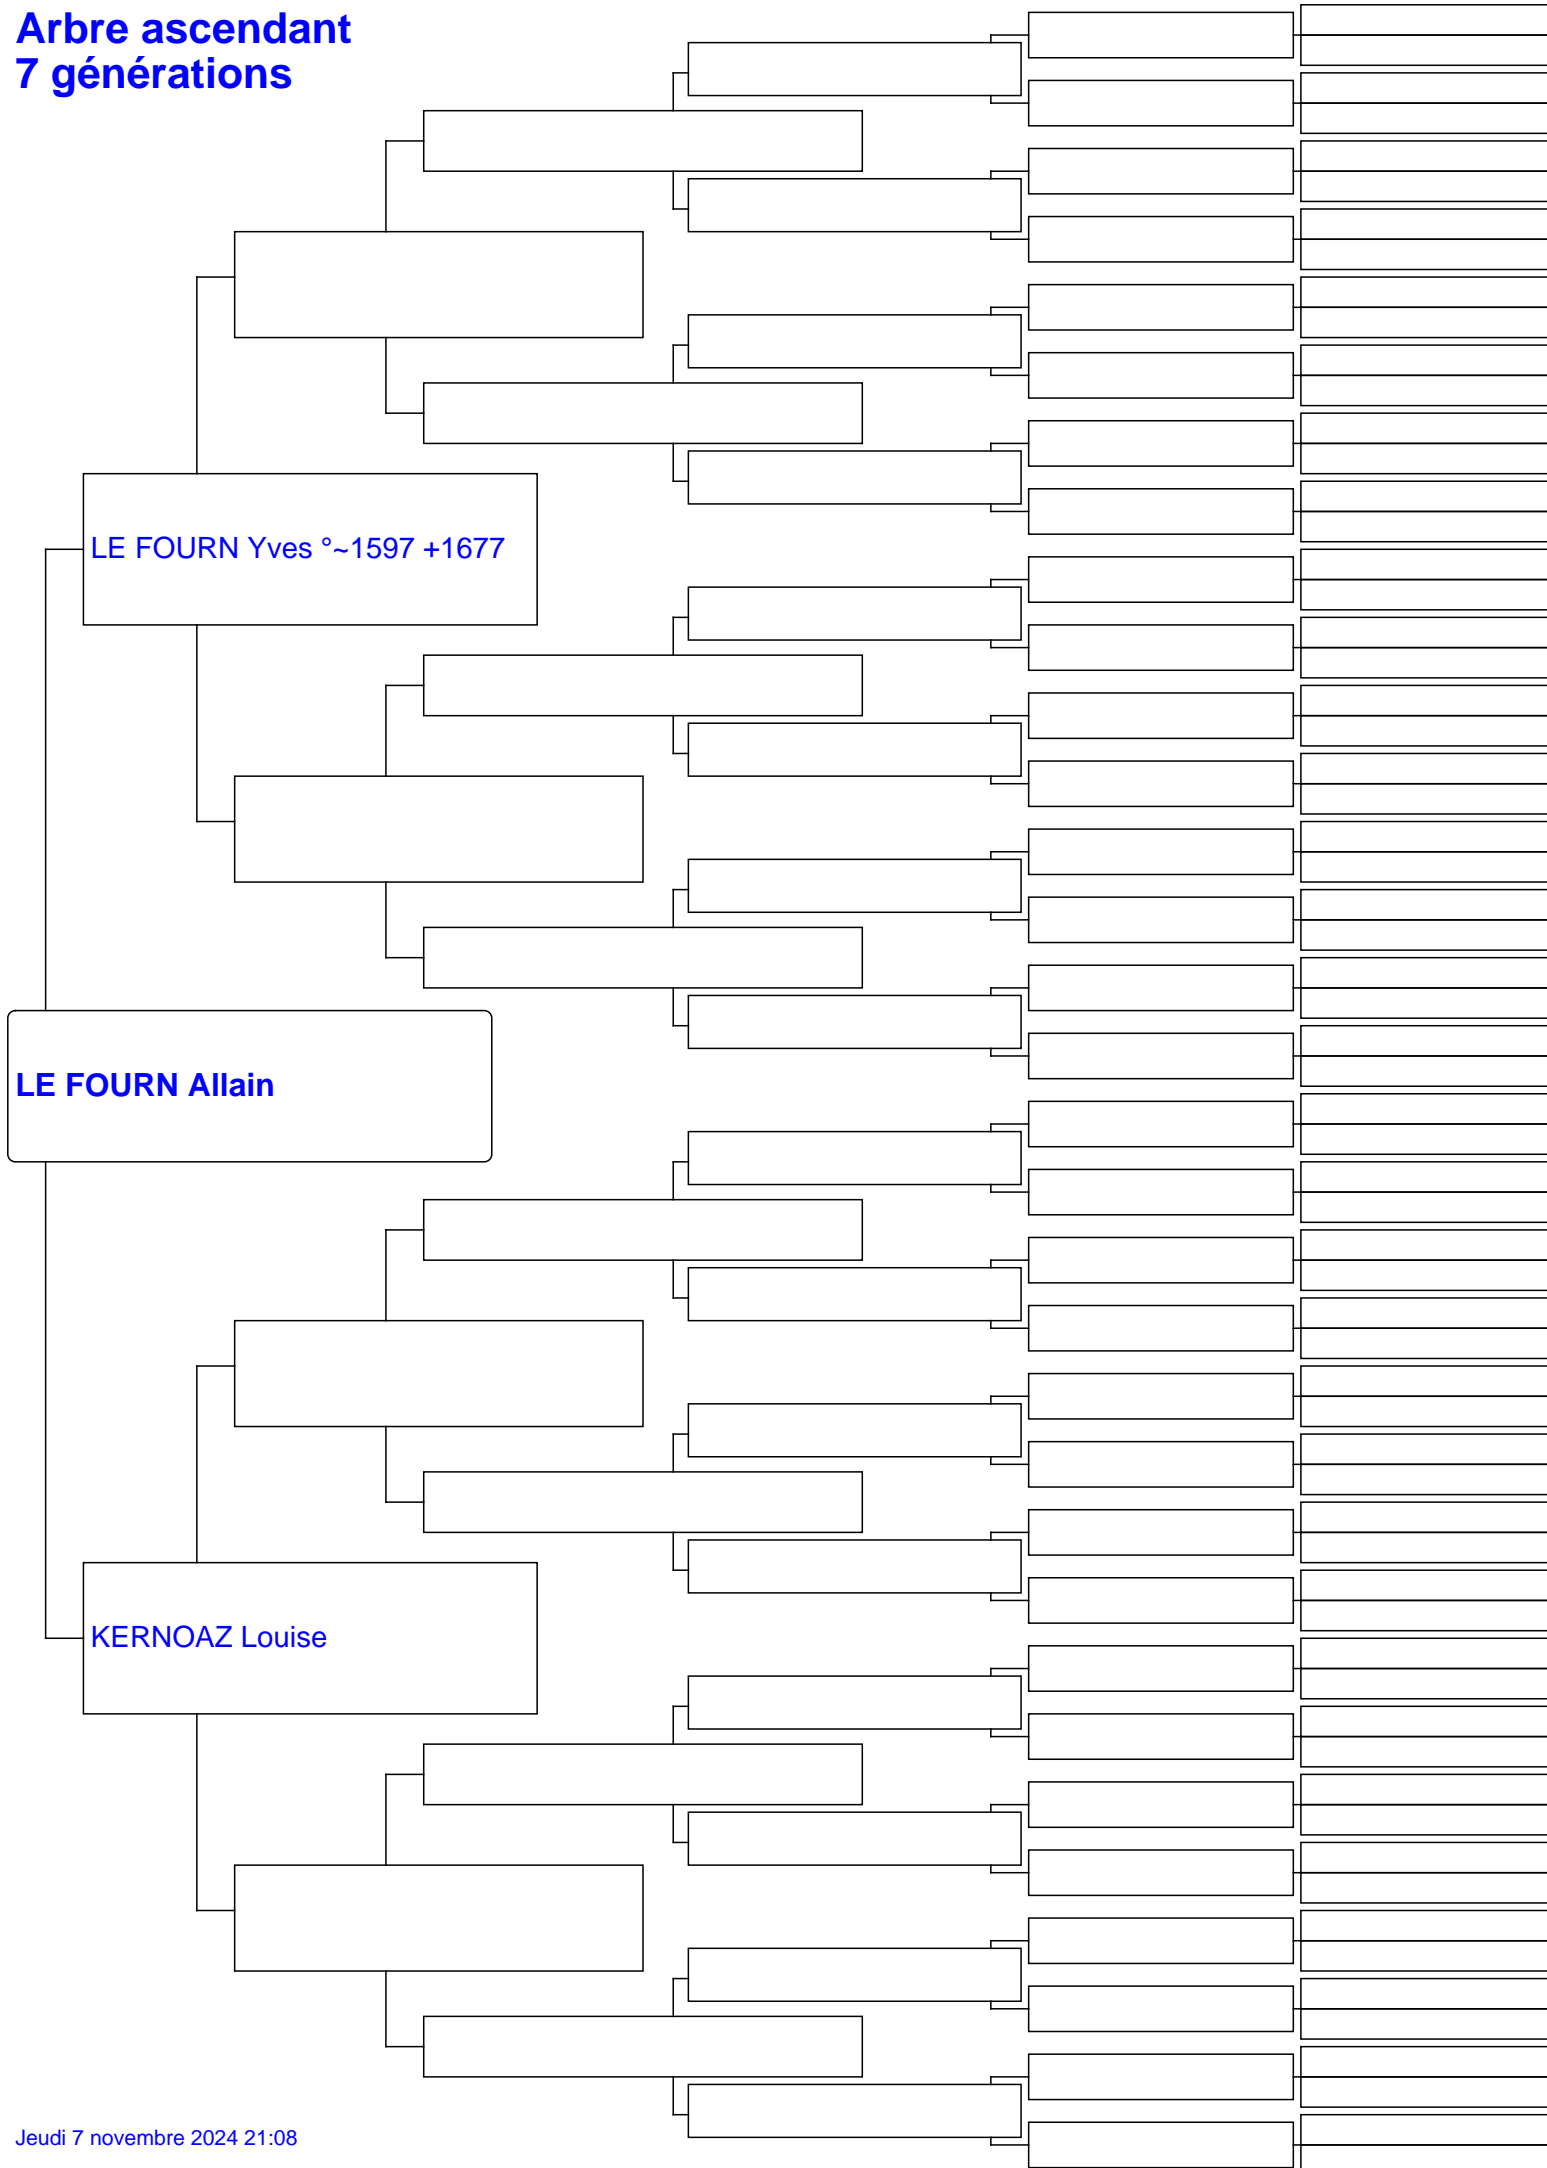 Arbre ascendant
7 générations
LE FOURN Yves °~1597 +1677
LE FOURN Allain
KERNOAZ Louise
Jeudi 7 novembre 2024 21:08